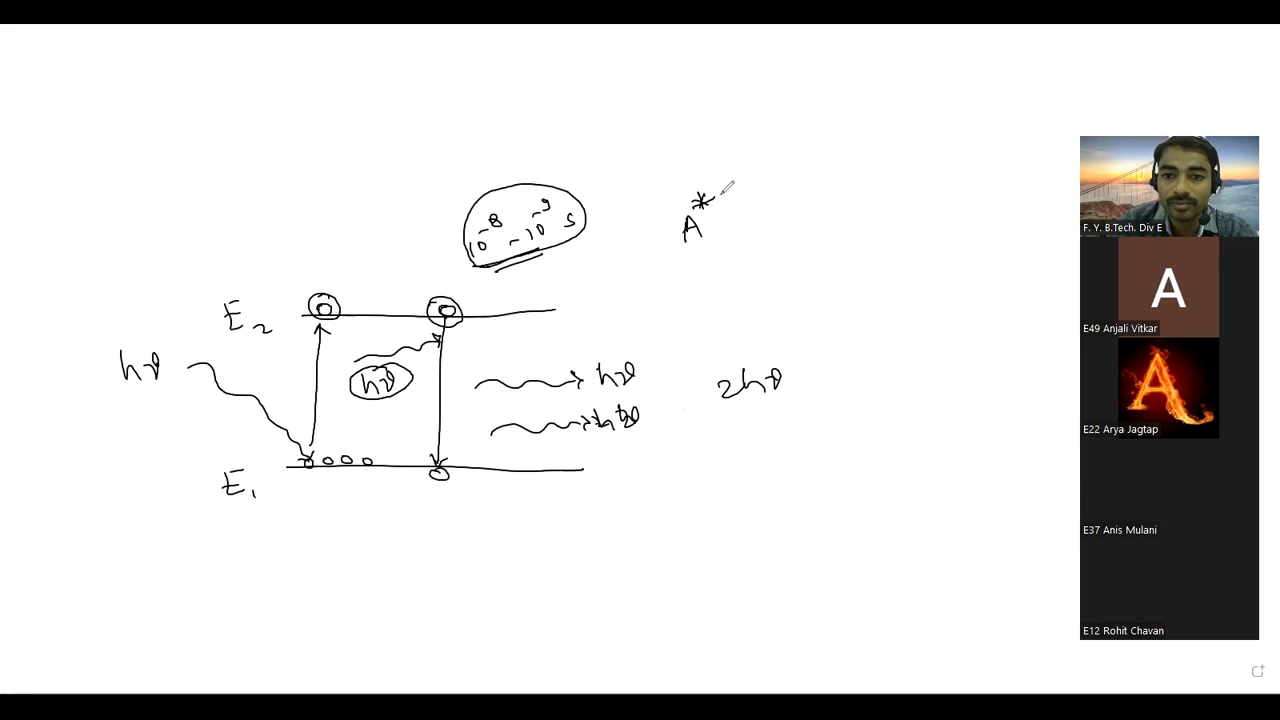 10⁻⁸ - 10⁻⁹ s
A*
E₂
hν
hν
hν
hν
2hν
E₁
F. Y. B.Tech. Div E
A
E49 Anjali Vitkar
E22 Arya Jagtap
E37 Anis Mulani
E12 Rohit Chavan